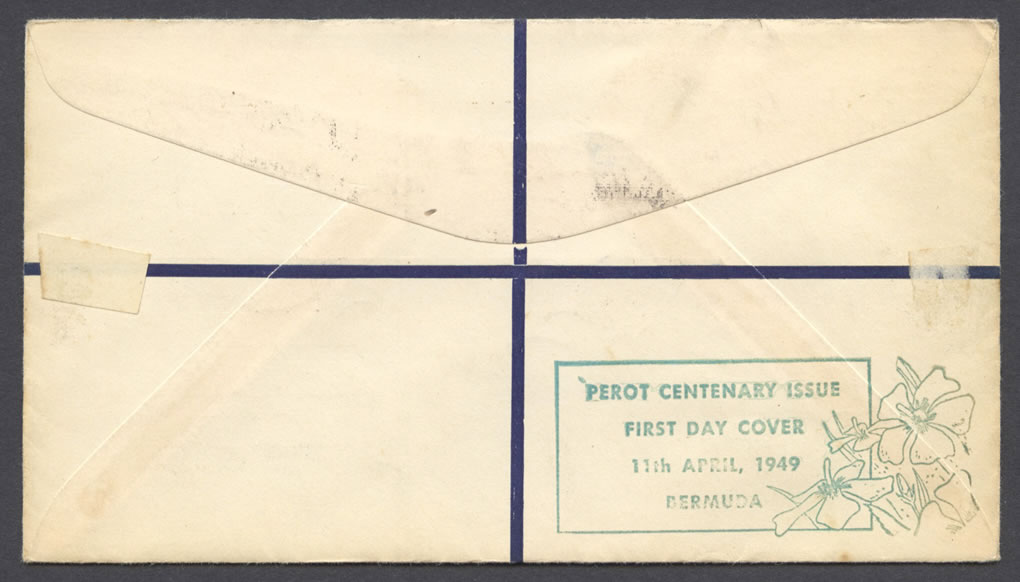 PEROT CENTENARY ISSUE
FIRST DAY COVER
11th APRIL, 1949
BERMUDA